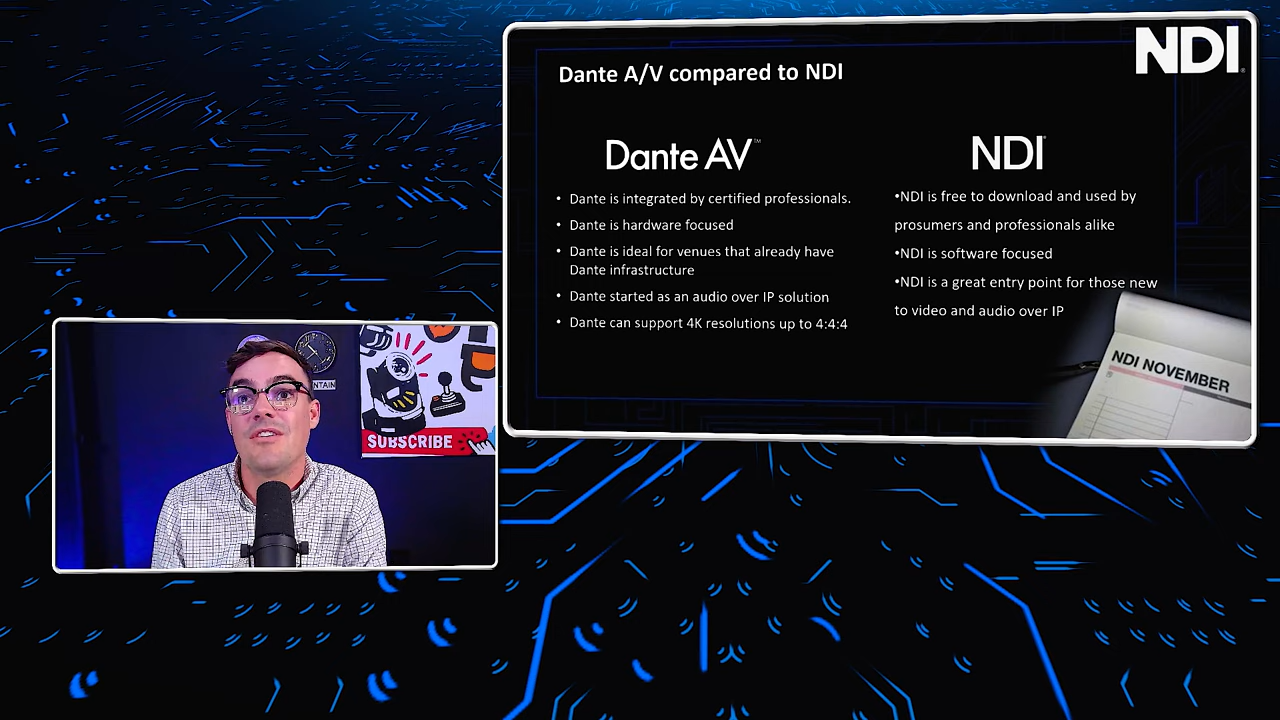 NDI
Dante A/V compared to NDI
Dante AV™
• Dante is integrated by certified professionals.
• Dante is hardware focused
• Dante is ideal for venues that already have
Dante infrastructure
• Dante started as an audio over IP solution
• Dante can support 4K resolutions up to 4:4:4
NDI
•NDI is free to download and used by
prosumers and professionals alike
•NDI is software focused
•NDI is a great entry point for those new
to video and audio over IP
NDI NOVEMBER
SUBSCRIBE